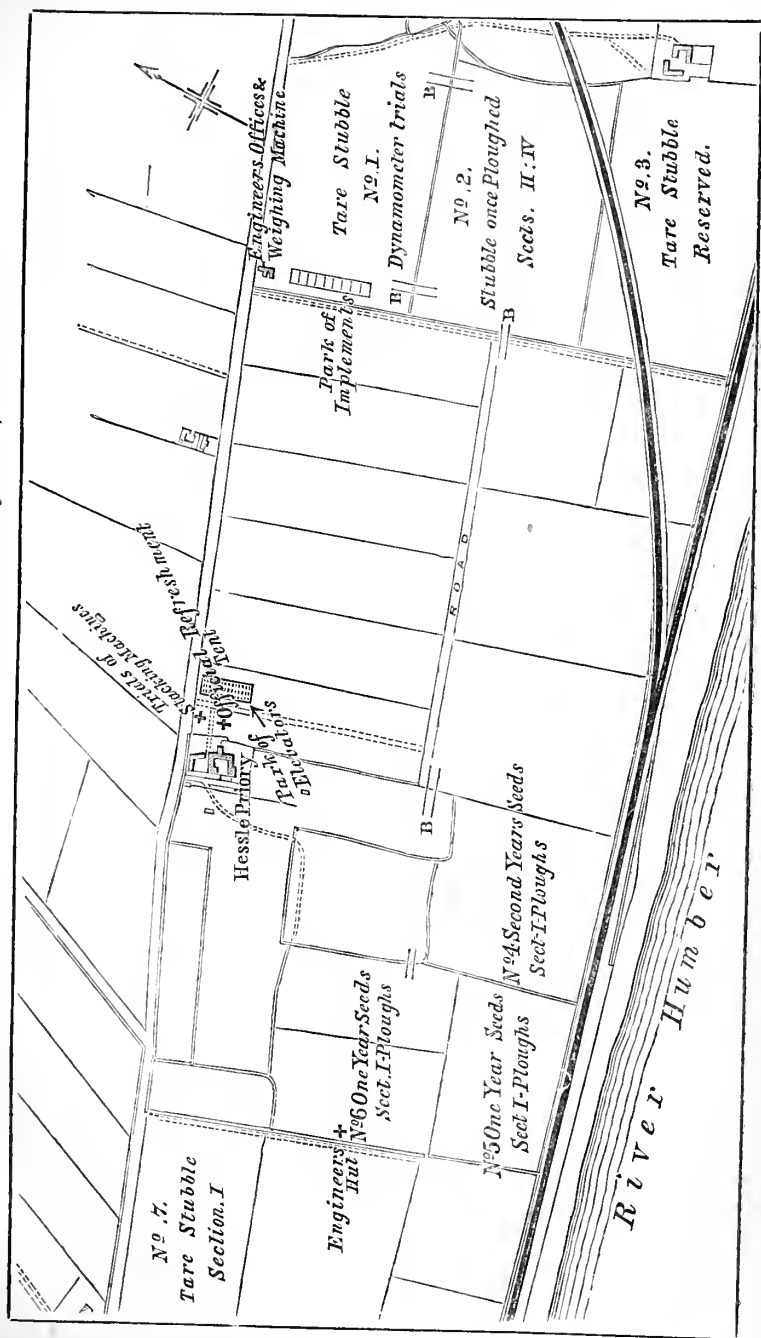 Engineers Offices &
Weighing Machine
Tare Stubble
No. 1.
Dynamometer trials
B
B
No. 2.
Stubble once Ploughed
Sects. II : IV
No. 3.
Tare Stubble
Reserved.
B
Park of
Implements
ROAD
Trials of
Stacking Machines
Official Refreshment
Tent
Park of
Elevators
Hessle Priory
B
No. 4 Second Years Seeds
Sect. I-Ploughs
No. 5 One Year Seeds
Sect I-Ploughs
No. 6 One Year Seeds
Sect. I-Ploughs
Engineers
Hut
No. 7.
Tare Stubble
Section. I
River Humber